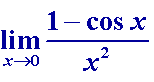 lim x→0 (1 − cos x) / x²